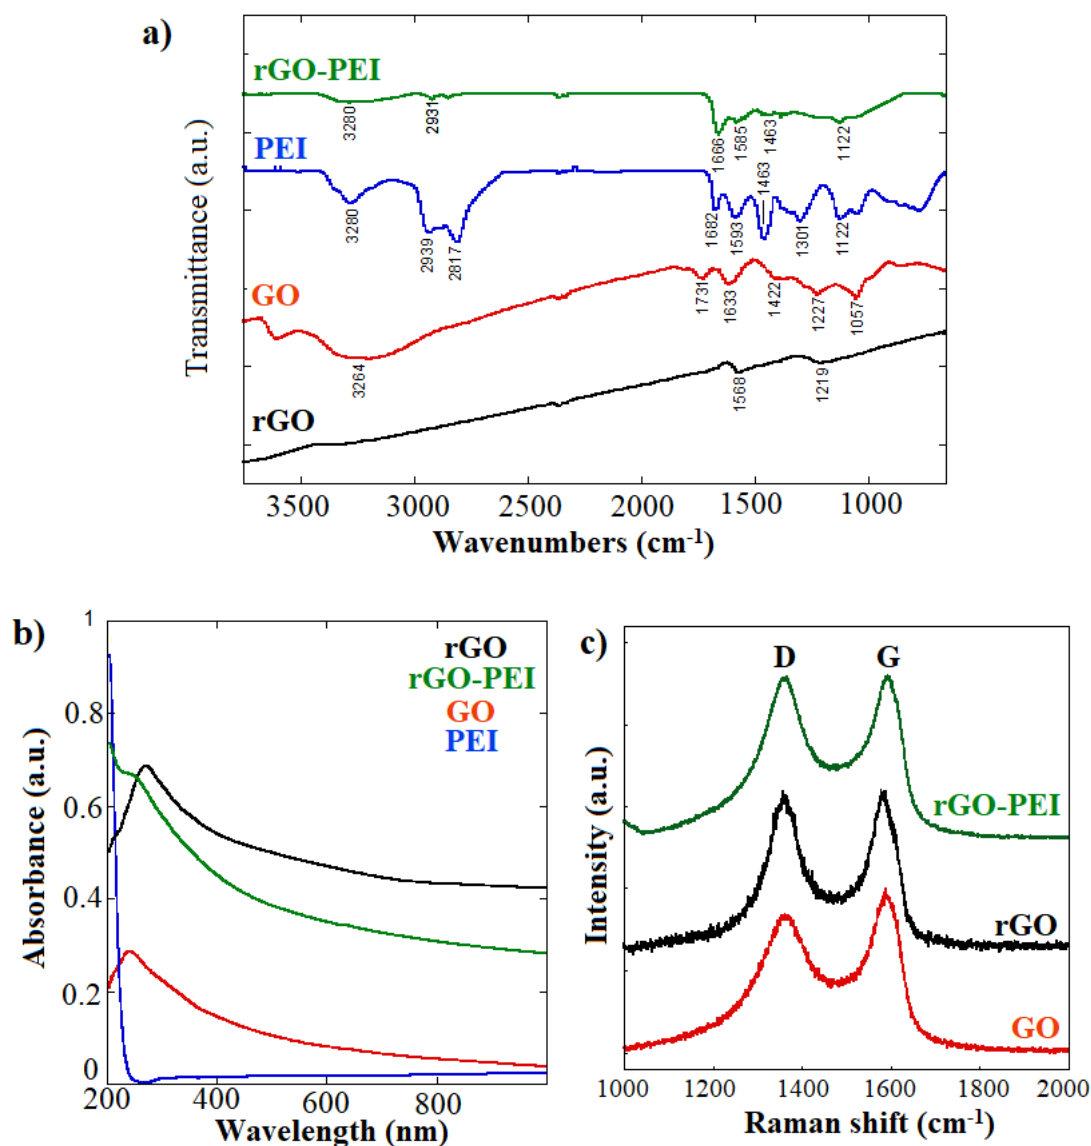 a)
rGO-PEI
3280
2931
1666
1585
1463
1122
PEI
3280
2939
2817
1682
1593
1463
1301
1122
GO
3264
1731
1633
1422
1227
1057
rGO
1568
1219
Transmittance (a.u.)
3500 3000 2500 2000 1500 1000
Wavenumbers (cm⁻¹)
b)
1
0.8
0.6
0.4
0.2
0
rGO
rGO-PEI
GO
PEI
Absorbance (a.u.)
200 400 600 800
Wavelength (nm)
c)
D G
rGO-PEI
rGO
GO
Intensity (a.u.)
1000 1200 1400 1600 1800 2000
Raman shift (cm⁻¹)